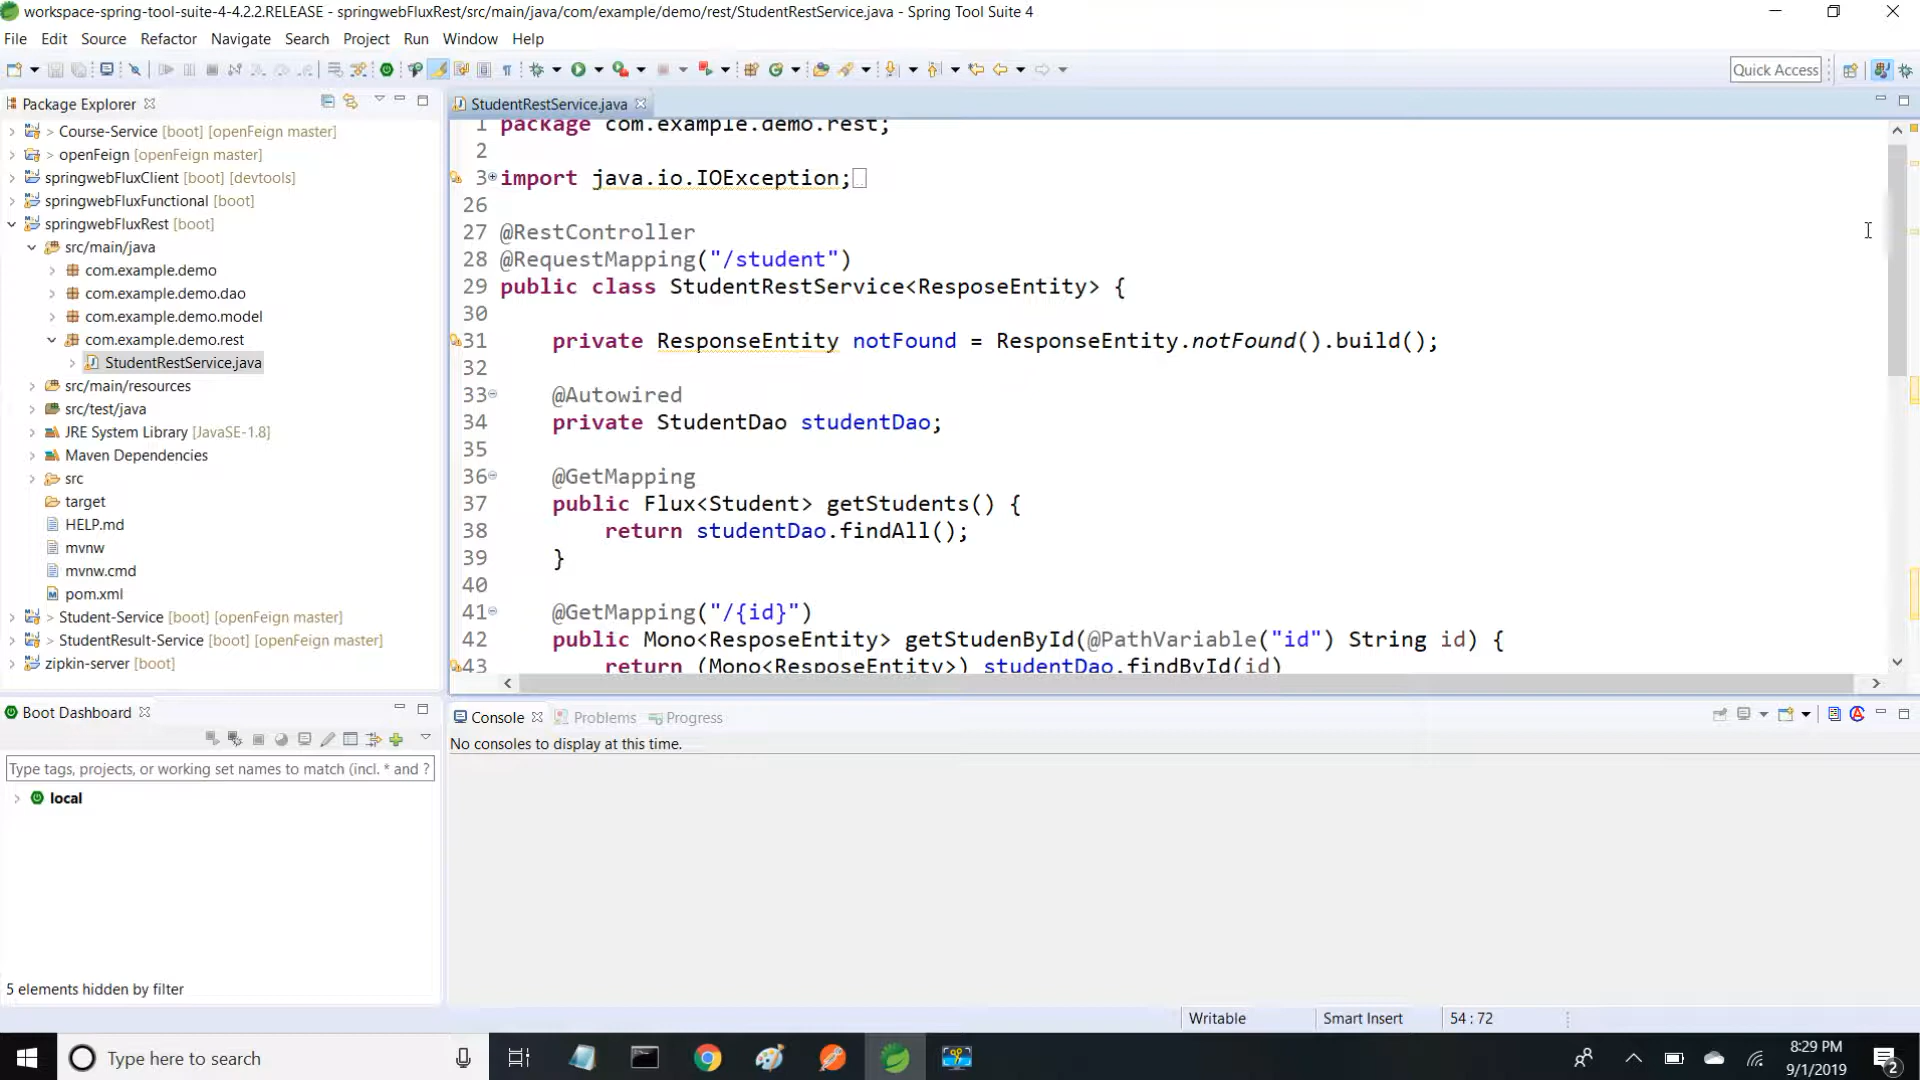 workspace-spring-tool-suite-4-4.2.2.RELEASE - springwebFluxRest/src/main/java/com/example/demo/rest/StudentRestService.java - Spring Tool Suite 4
File Edit Source Refactor Navigate Search Project Run Window Help
Quick Access
Package Explorer
> Course-Service [boot] [openFeign master]
> openFeign [openFeign master]
springwebFluxClient [boot] [devtools]
springwebFluxFunctional [boot]
springwebFluxRest [boot]
src/main/java
com.example.demo
com.example.demo.dao
com.example.demo.model
com.example.demo.rest
StudentRestService.java
src/main/resources
src/test/java
JRE System Library [JavaSE-1.8]
Maven Dependencies
src
target
HELP.md
mvnw
mvnw.cmd
pom.xml
> Student-Service [boot] [openFeign master]
> StudentResult-Service [boot] [openFeign master]
zipkin-server [boot]
StudentRestService.java
1 package com.example.demo.rest;
2
3 import java.io.IOException;
26
27 @RestController
28 @RequestMapping("/student")
29 public class StudentRestService<ResposeEntity> {
30
31 private ResponseEntity notFound = ResponseEntity.notFound().build();
32
33 @Autowired
34 private StudentDao studentDao;
35
36 @GetMapping
37 public Flux<Student> getStudents() {
38 return studentDao.findAll();
39 }
40
41 @GetMapping("/{id}")
42 public Mono<ResposeEntity> getStudenById(@PathVariable("id") String id) {
43 return (Mono<ResposeEntity>) studentDao.findById(id)
Boot Dashboard
Type tags, projects, or working set names to match (incl. * and ?
local
5 elements hidden by filter
Console Problems Progress
No consoles to display at this time.
Writable Smart Insert 54 : 72
Type here to search
8:29 PM
9/1/2019
2